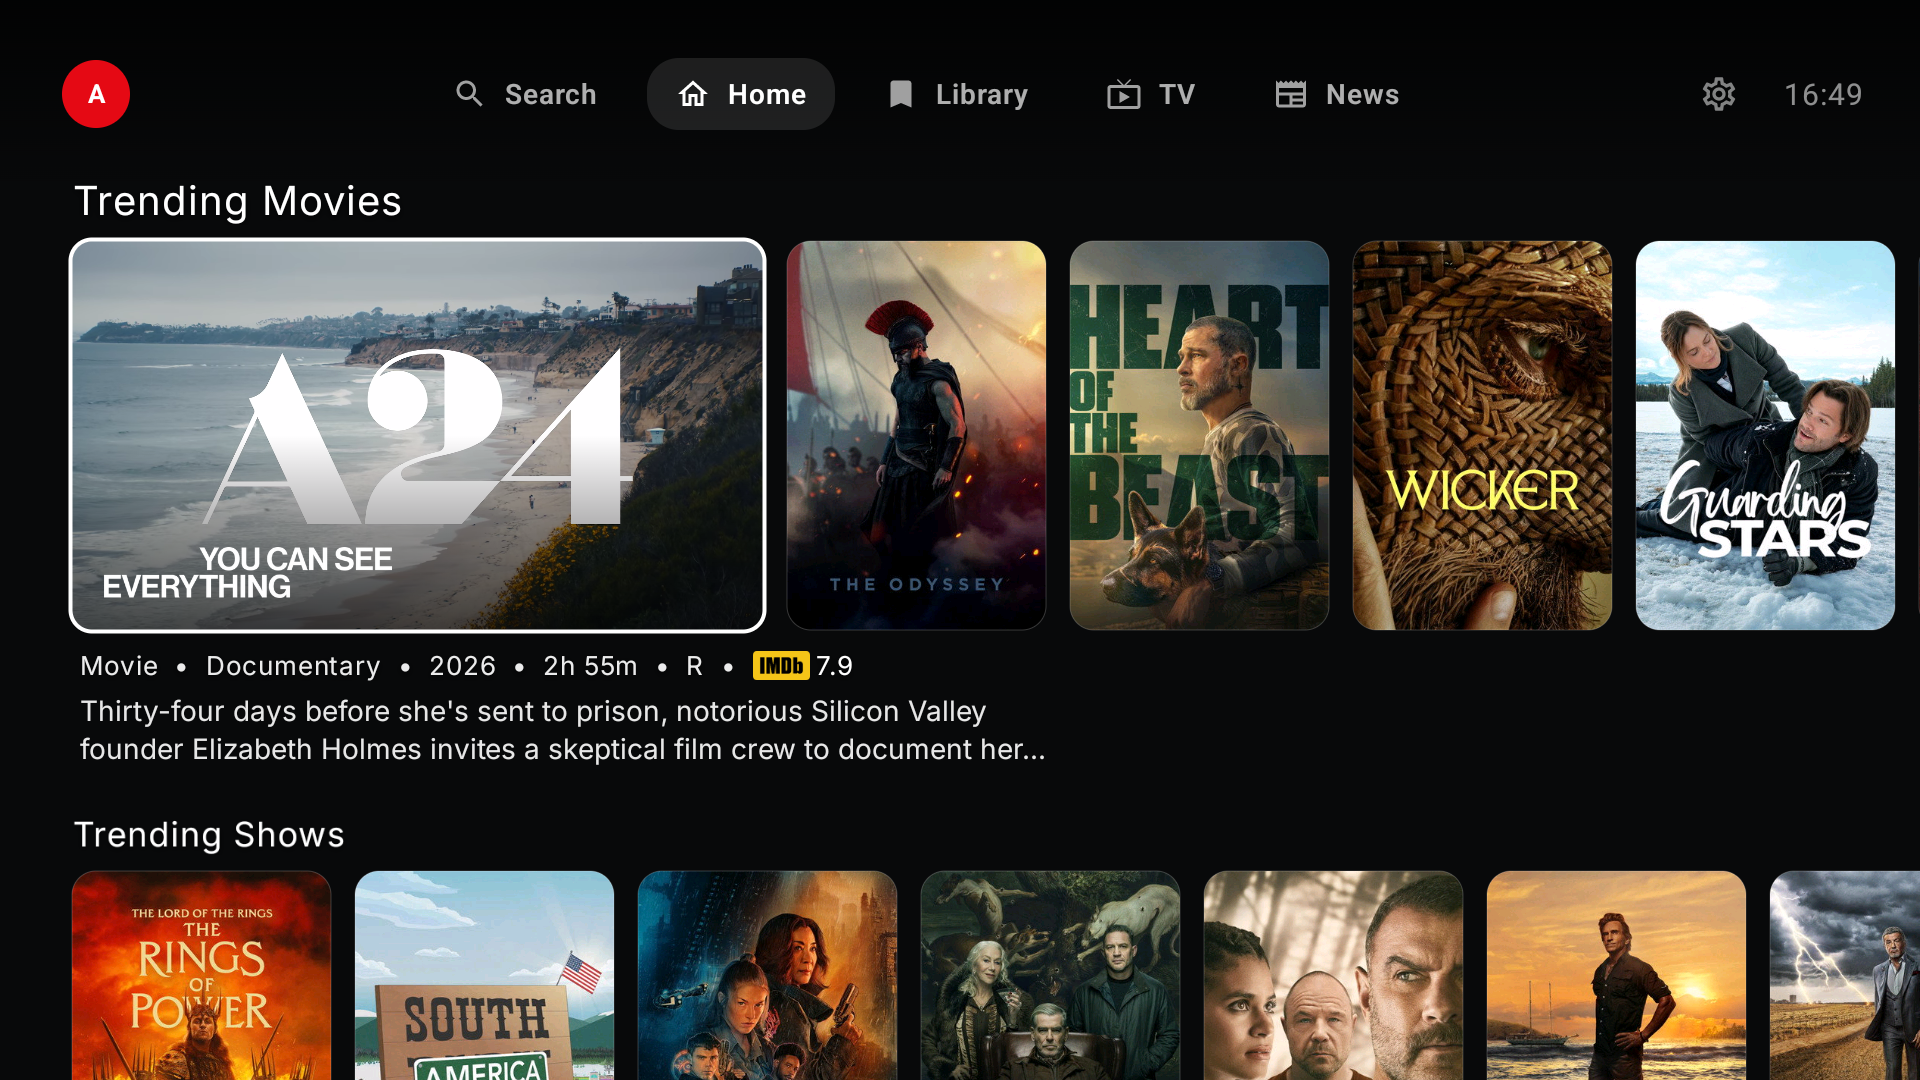 A
Search
Home
Library
TV
News
16:49
Trending Movies
A24
YOU CAN SEE
EVERYTHING
THE ODYSSEY
HEART
OF
THE
BEAST
WICKER
Guarding
STARS
Movie • Documentary • 2026 • 2h 55m • R • IMDb 7.9
Thirty-four days before she's sent to prison, notorious Silicon Valley
founder Elizabeth Holmes invites a skeptical film crew to document her...
Trending Shows
THE LORD OF THE RINGS
THE
RINGS
OF
POWER
SOUTH
AMERICA